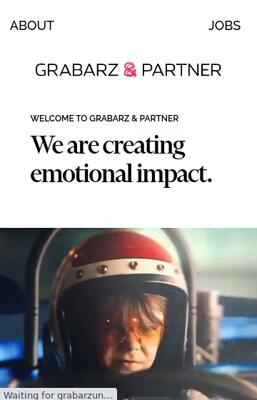 ABOUT JOBS
GRABARZ & PARTNER
WELCOME TO GRABARZ & PARTNER
We are creating
emotional impact.
Waiting for grabarzun...